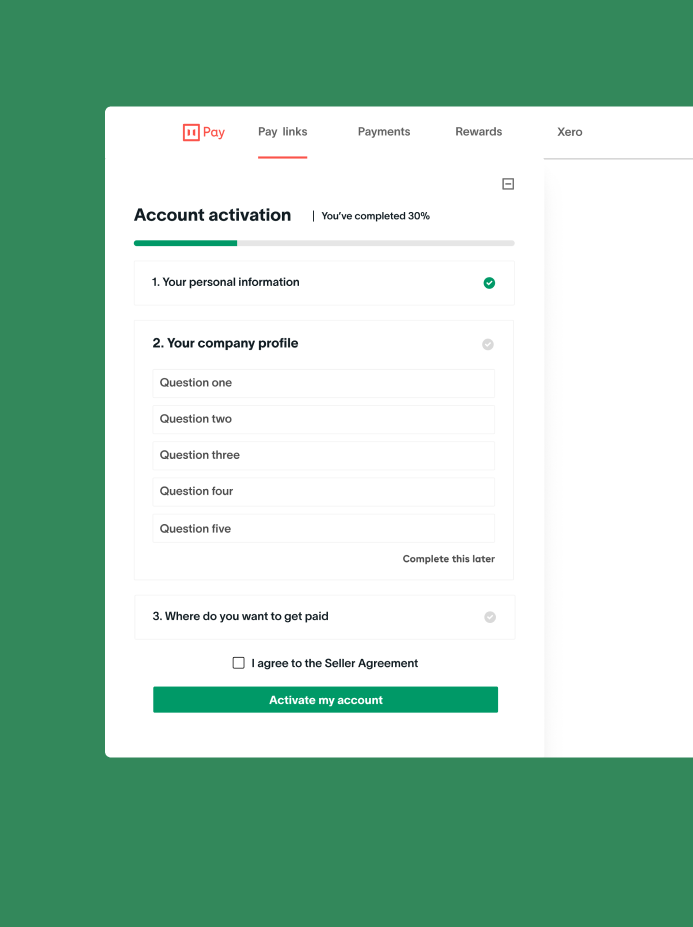 Pay
Pay links
Payments
Rewards
Xero
Account activation
You've completed 30%
1. Your personal information
2. Your company profile
Question one
Question two
Question three
Question four
Question five
Complete this later
3. Where do you want to get paid
I agree to the Seller Agreement
Activate my account